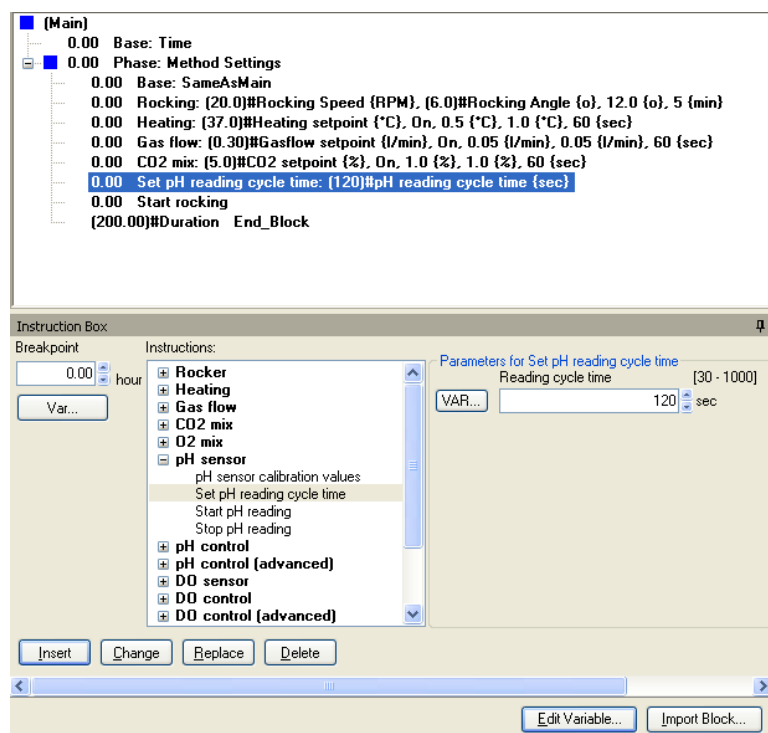 (Main)
0.00 Base: Time
0.00 Phase: Method Settings
0.00 Base: SameAsMain
0.00 Rocking: (20.0)#Rocking Speed {RPM}, (6.0)#Rocking Angle {o}, 12.0 {o}, 5 {min}
0.00 Heating: (37.0)#Heating setpoint {°C}, On, 0.5 {°C}, 1.0 {°C}, 60 {sec}
0.00 Gas flow: (0.30)#Gasflow setpoint {l/min}, On, 0.05 {l/min}, 0.05 {l/min}, 60 {sec}
0.00 CO2 mix: (5.0)#CO2 setpoint {%}, On, 1.0 {%}, 1.0 {%}, 60 {sec}
0.00 Set pH reading cycle time: (120)#pH reading cycle time {sec}
0.00 Start rocking
(200.00)#Duration End_Block
Instruction Box
Breakpoint
0.00 hour
Var...
Instructions:
Rocker
Heating
Gas flow
CO2 mix
O2 mix
pH sensor
pH sensor calibration values
Set pH reading cycle time
Start pH reading
Stop pH reading
pH control
pH control (advanced)
DO sensor
DO control
DO control (advanced)
Parameters for Set pH reading cycle time
Reading cycle time [30 - 1000]
VAR... 120 sec
Insert Change Replace Delete
Edit Variable... Import Block...